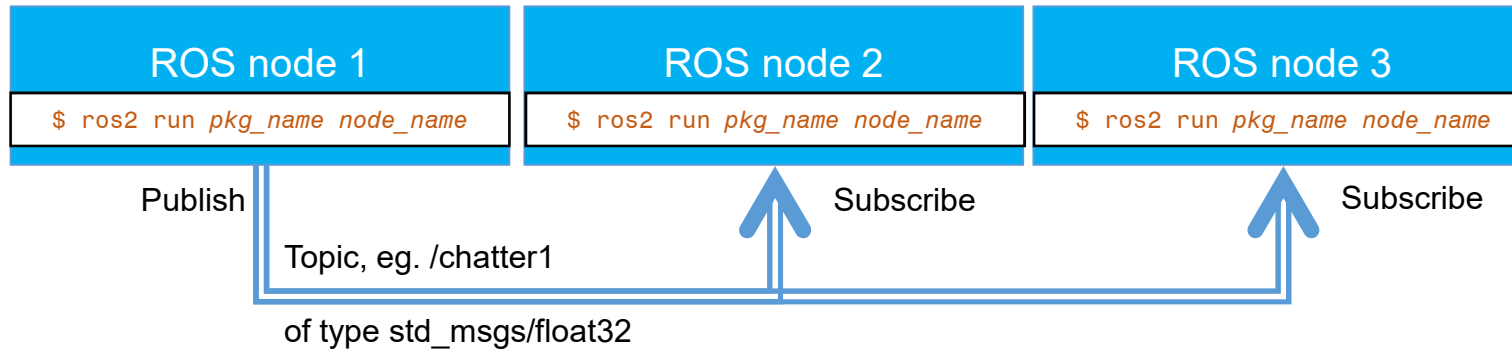 ROS node 1
$ ros2 run pkg_name node_name
ROS node 2
$ ros2 run pkg_name node_name
ROS node 3
$ ros2 run pkg_name node_name
Publish
Subscribe
Subscribe
Topic, eg. /chatter1
of type std_msgs/float32